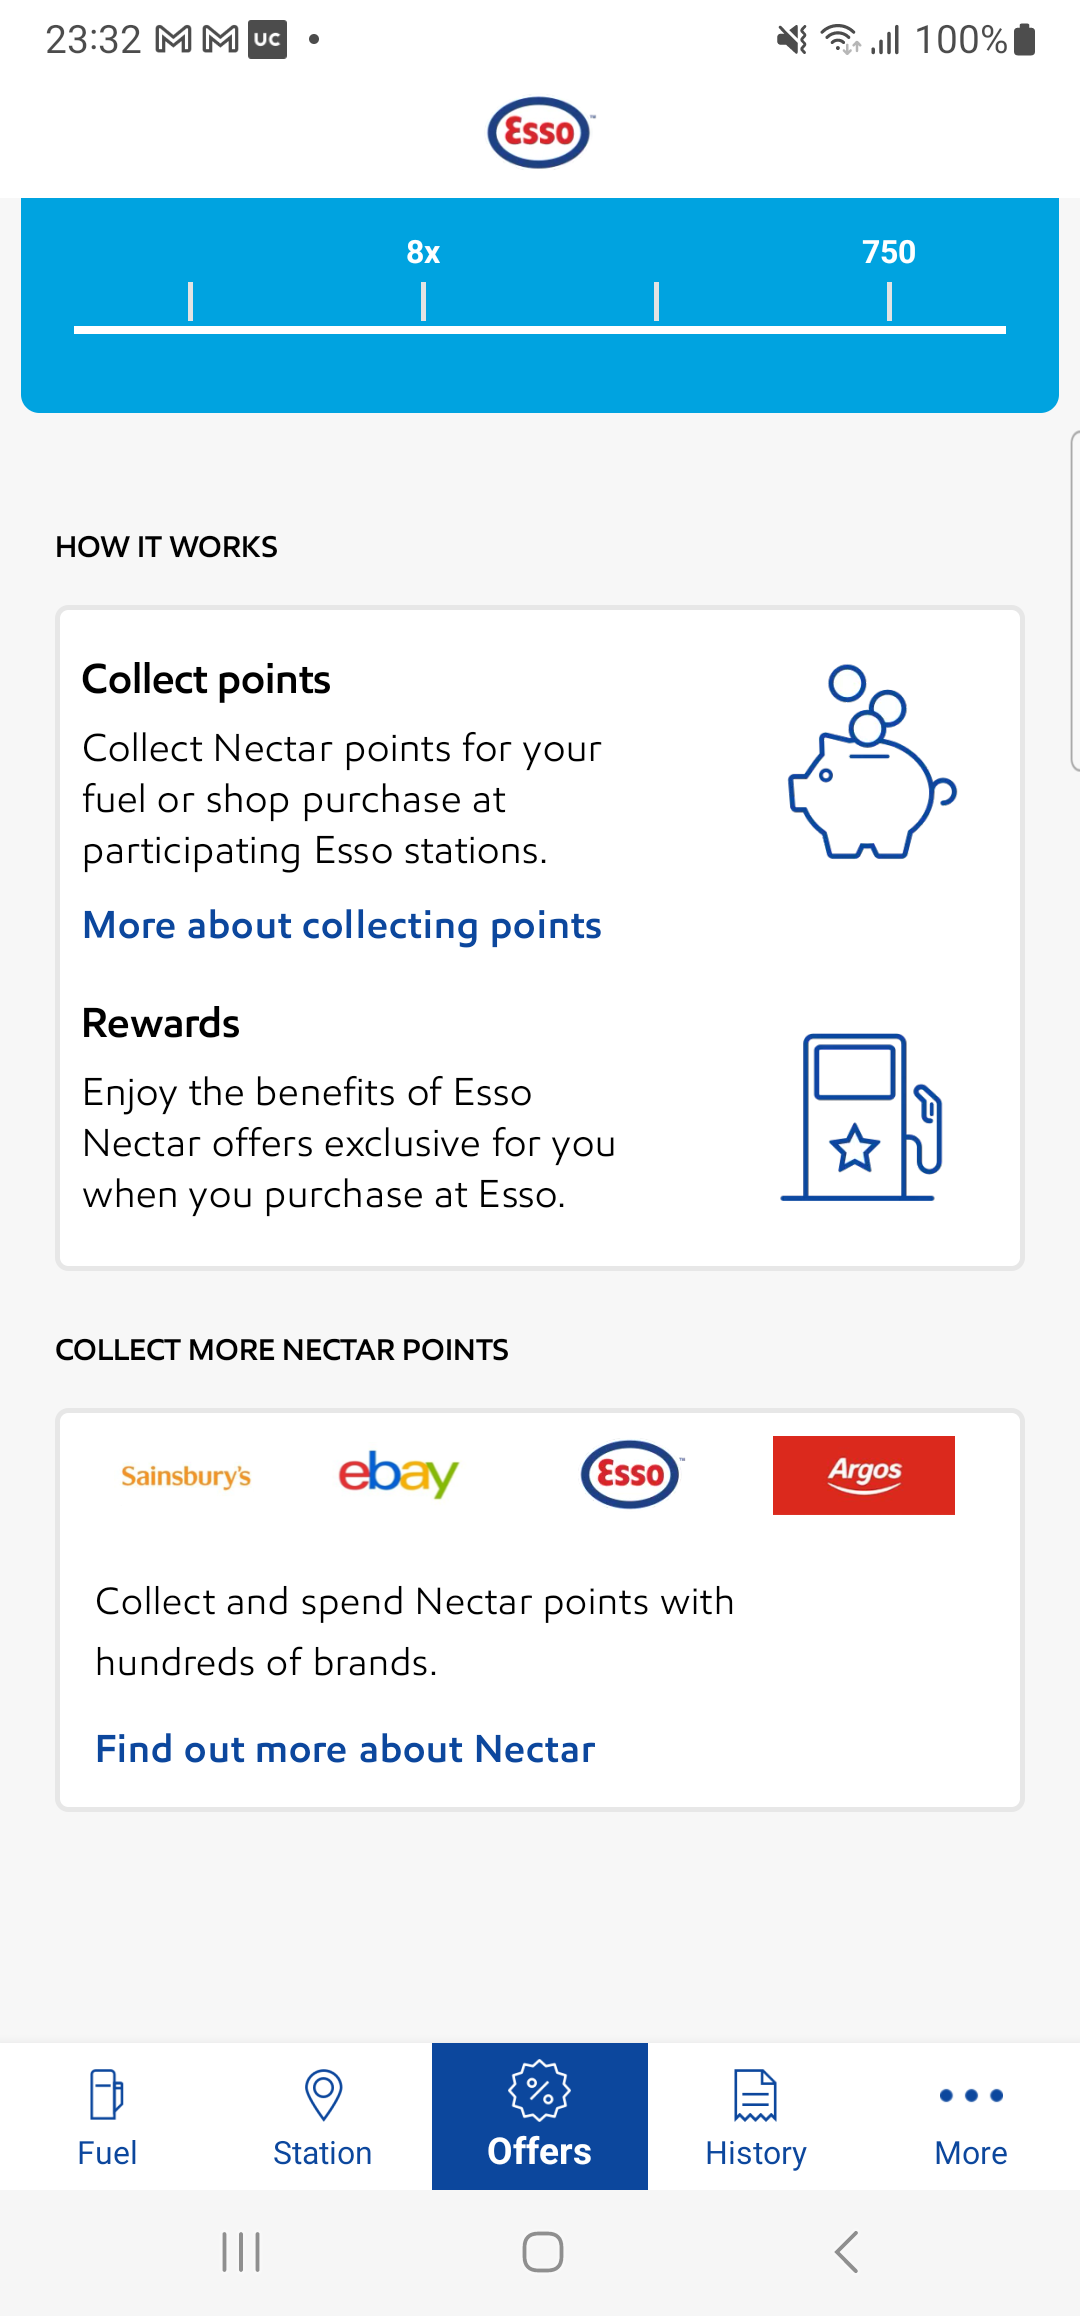 23:32 M M UC 100%
Esso
8x 750
HOW IT WORKS
Collect points
Collect Nectar points for your
fuel or shop purchase at
participating Esso stations.
More about collecting points
Rewards
Enjoy the benefits of Esso
Nectar offers exclusive for you
when you purchase at Esso.
COLLECT MORE NECTAR POINTS
Sainsbury's ebay Esso Argos
Collect and spend Nectar points with
hundreds of brands.
Find out more about Nectar
Fuel Station Offers History More